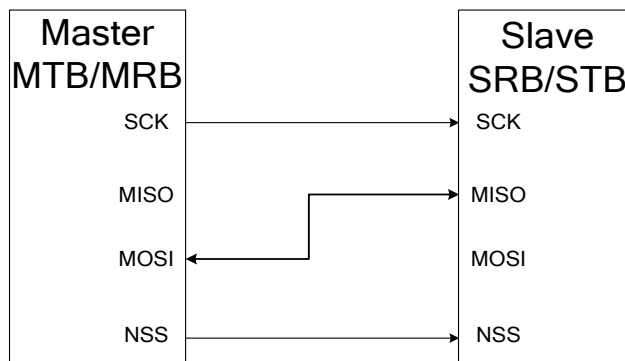 Master
MTB/MRB
SCK
MISO
MOSI
NSS
Slave
SRB/STB
SCK
MISO
MOSI
NSS